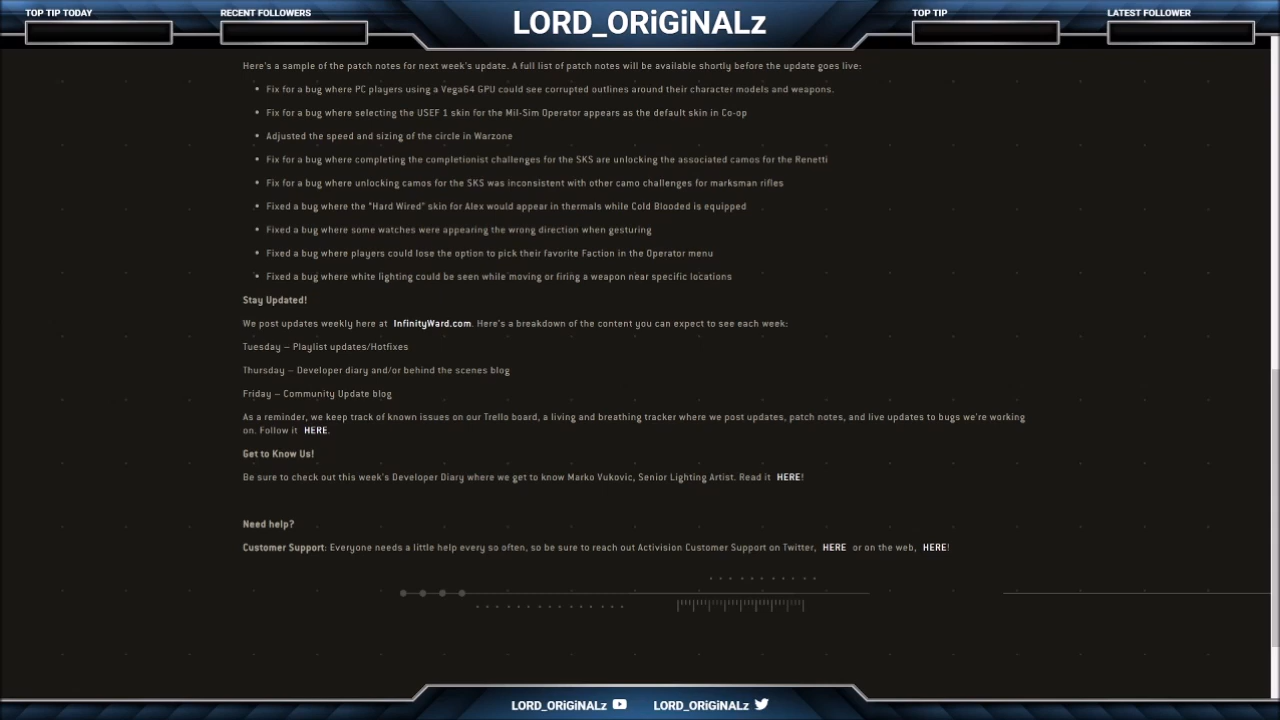 TOP TIP TODAY
RECENT FOLLOWERS
LORD_ORiGiNALz
TOP TIP
LATEST FOLLOWER
Here's a sample of the patch notes for next week's update. A full list of patch notes will be available shortly before the update goes live:
• Fix for a bug where PC players using a Vega64 GPU could see corrupted outlines around their character models and weapons.
• Fix for a bug where selecting the USEF 1 skin for the Mil-Sim Operator appears as the default skin in Co-op
• Adjusted the speed and sizing of the circle in Warzone
• Fix for a bug where completing the completionist challenges for the SKS are unlocking the associated camos for the Renetti
• Fix for a bug where unlocking camos for the SKS was inconsistent with other camo challenges for marksman rifles
• Fixed a bug where the "Hard Wired" skin for Alex would appear in thermals while Cold Blooded is equipped
• Fixed a bug where some watches were appearing the wrong direction when gesturing
• Fixed a bug where players could lose the option to pick their favorite Faction in the Operator menu
• Fixed a bug where white lighting could be seen while moving or firing a weapon near specific locations
Stay Updated!
We post updates weekly here at InfinityWard.com. Here's a breakdown of the content you can expect to see each week:
Tuesday – Playlist updates/Hotfixes
Thursday – Developer diary and/or behind the scenes blog
Friday – Community Update blog
As a reminder, we keep track of known issues on our Trello board, a living and breathing tracker where we post updates, patch notes, and live updates to bugs we're working
on. Follow it HERE.
Get to Know Us!
Be sure to check out this week's Developer Diary where we get to know Marko Vukovic, Senior Lighting Artist. Read it HERE!
Need help?
Customer Support: Everyone needs a little help every so often, so be sure to reach out Activision Customer Support on Twitter, HERE or on the web, HERE!
LORD_ORiGiNALz
LORD_ORiGiNALz